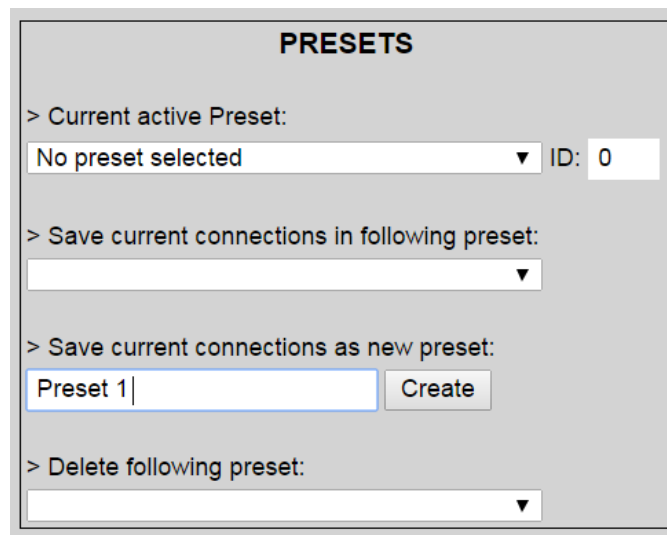 PRESETS
> Current active Preset:
No preset selected ▼ ID: 0
> Save current connections in following preset:
▼
> Save current connections as new preset:
Preset 1 Create
> Delete following preset:
▼